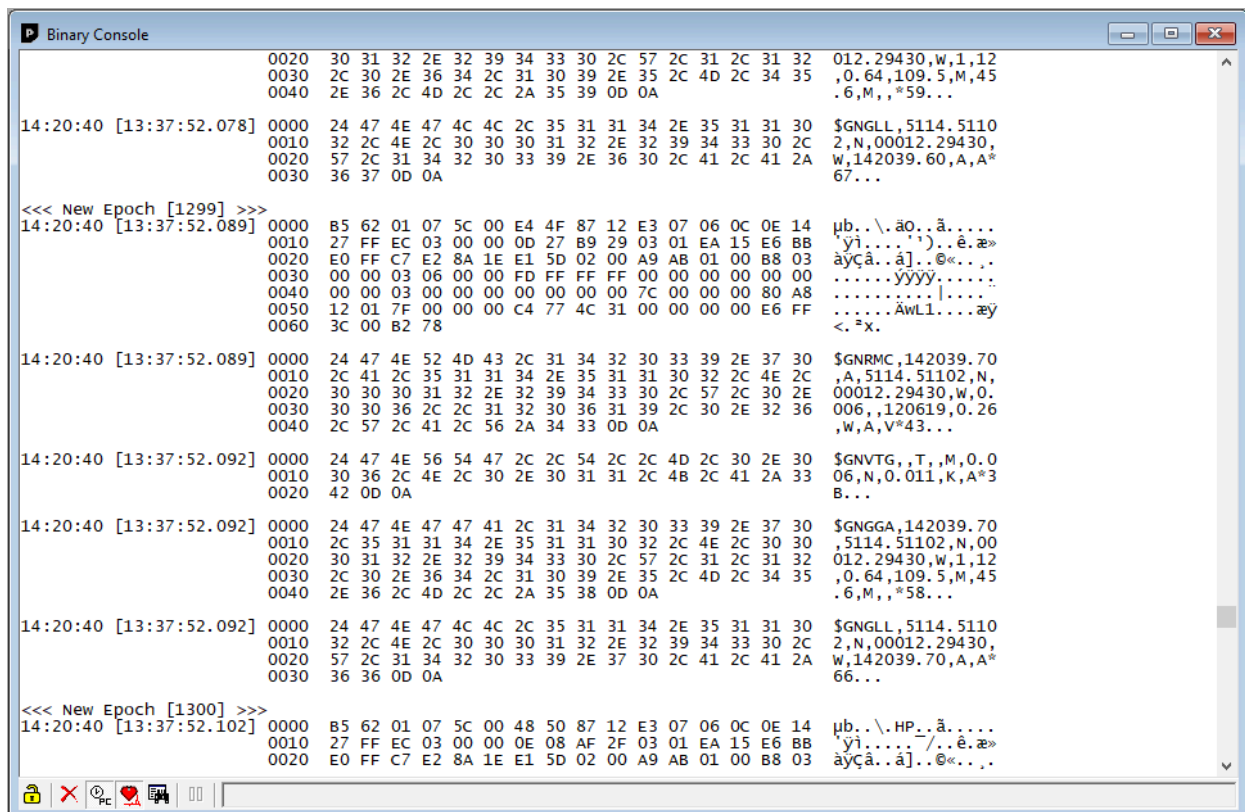 Binary Console
0020 30 31 32 2E 32 39 34 33 30 2C 57 2C 31 2C 31 32 012.29430,W,1,12
0030 2C 30 2E 36 34 2C 31 30 39 2E 35 2C 4D 2C 34 35 ,0.64,109.5,M,45
0040 2E 36 2C 4D 2C 2C 2A 35 39 0D 0A .6,M,,*59...
14:20:40 [13:37:52.078] 0000 24 47 4E 47 4C 4C 2C 35 31 31 34 2E 35 31 31 30 $GNGLL,5114.5110
0010 32 2C 4E 2C 30 30 30 31 32 2E 32 39 34 33 30 2C 2,N,00012.29430,
0020 57 2C 31 34 32 30 33 39 2E 36 30 2C 41 2C 41 2A W,142039.60,A,A*
0030 36 37 0D 0A 67...
<<< New Epoch [1299] >>>
14:20:40 [13:37:52.089] 0000 B5 62 01 07 5C 00 E4 4F 87 12 E3 07 06 0C 0E 14 µb..\.äO..ã.....
0010 27 FF EC 03 00 00 0D 27 B9 29 03 01 EA 15 E6 BB 'ÿì....'¹)..ê.æ»
0020 E0 FF C7 E2 8A 1E E1 5D 02 00 A9 AB 01 00 B8 03 àÿÇâ..á]..©«..¸.
0030 00 00 03 06 00 00 FD FF FF FF 00 00 00 00 00 00 ......ýÿÿÿ......
0040 00 00 03 00 00 00 00 00 00 00 7C 00 00 00 80 A8 ..........|....¨
0050 12 01 7F 00 00 00 C4 77 4C 31 00 00 00 00 E6 FF ......ÄwL1....æÿ
0060 3C 00 B2 78 <.²x.
14:20:40 [13:37:52.089] 0000 24 47 4E 52 4D 43 2C 31 34 32 30 33 39 2E 37 30 $GNRMC,142039.70
0010 2C 41 2C 35 31 31 34 2E 35 31 31 30 32 2C 4E 2C ,A,5114.51102,N,
0020 30 30 30 31 32 2E 32 39 34 33 30 2C 57 2C 30 2E 00012.29430,W,0.
0030 30 30 36 2C 2C 31 32 30 36 31 39 2C 30 2E 32 36 006,,120619,0.26
0040 2C 57 2C 41 2C 56 2A 34 33 0D 0A ,W,A,V*43...
14:20:40 [13:37:52.092] 0000 24 47 4E 56 54 47 2C 2C 54 2C 2C 4D 2C 30 2E 30 $GNVTG,,T,,M,0.0
0010 30 36 2C 4E 2C 30 2E 30 31 31 2C 4B 2C 41 2A 33 06,N,0.011,K,A*3
0020 42 0D 0A B...
14:20:40 [13:37:52.092] 0000 24 47 4E 47 47 41 2C 31 34 32 30 33 39 2E 37 30 $GNGGA,142039.70
0010 2C 35 31 31 34 2E 35 31 31 30 32 2C 4E 2C 30 30 ,5114.51102,N,00
0020 30 31 32 2E 32 39 34 33 30 2C 57 2C 31 2C 31 32 012.29430,W,1,12
0030 2C 30 2E 36 34 2C 31 30 39 2E 35 2C 4D 2C 34 35 ,0.64,109.5,M,45
0040 2E 36 2C 4D 2C 2C 2A 35 38 0D 0A .6,M,,*58...
14:20:40 [13:37:52.092] 0000 24 47 4E 47 4C 4C 2C 35 31 31 34 2E 35 31 31 30 $GNGLL,5114.5110
0010 32 2C 4E 2C 30 30 30 31 32 2E 32 39 34 33 30 2C 2,N,00012.29430,
0020 57 2C 31 34 32 30 33 39 2E 37 30 2C 41 2C 41 2A W,142039.70,A,A*
0030 36 36 0D 0A 66...
<<< New Epoch [1300] >>>
14:20:40 [13:37:52.102] 0000 B5 62 01 07 5C 00 48 50 87 12 E3 07 06 0C 0E 14 µb..\.HP..ã.....
0010 27 FF EC 03 00 00 0E 08 AF 2F 03 01 EA 15 E6 BB 'ÿì.....¯/..ê.æ»
0020 E0 FF C7 E2 8A 1E E1 5D 02 00 A9 AB 01 00 B8 03 àÿÇâ..á]..©«..¸.
PC